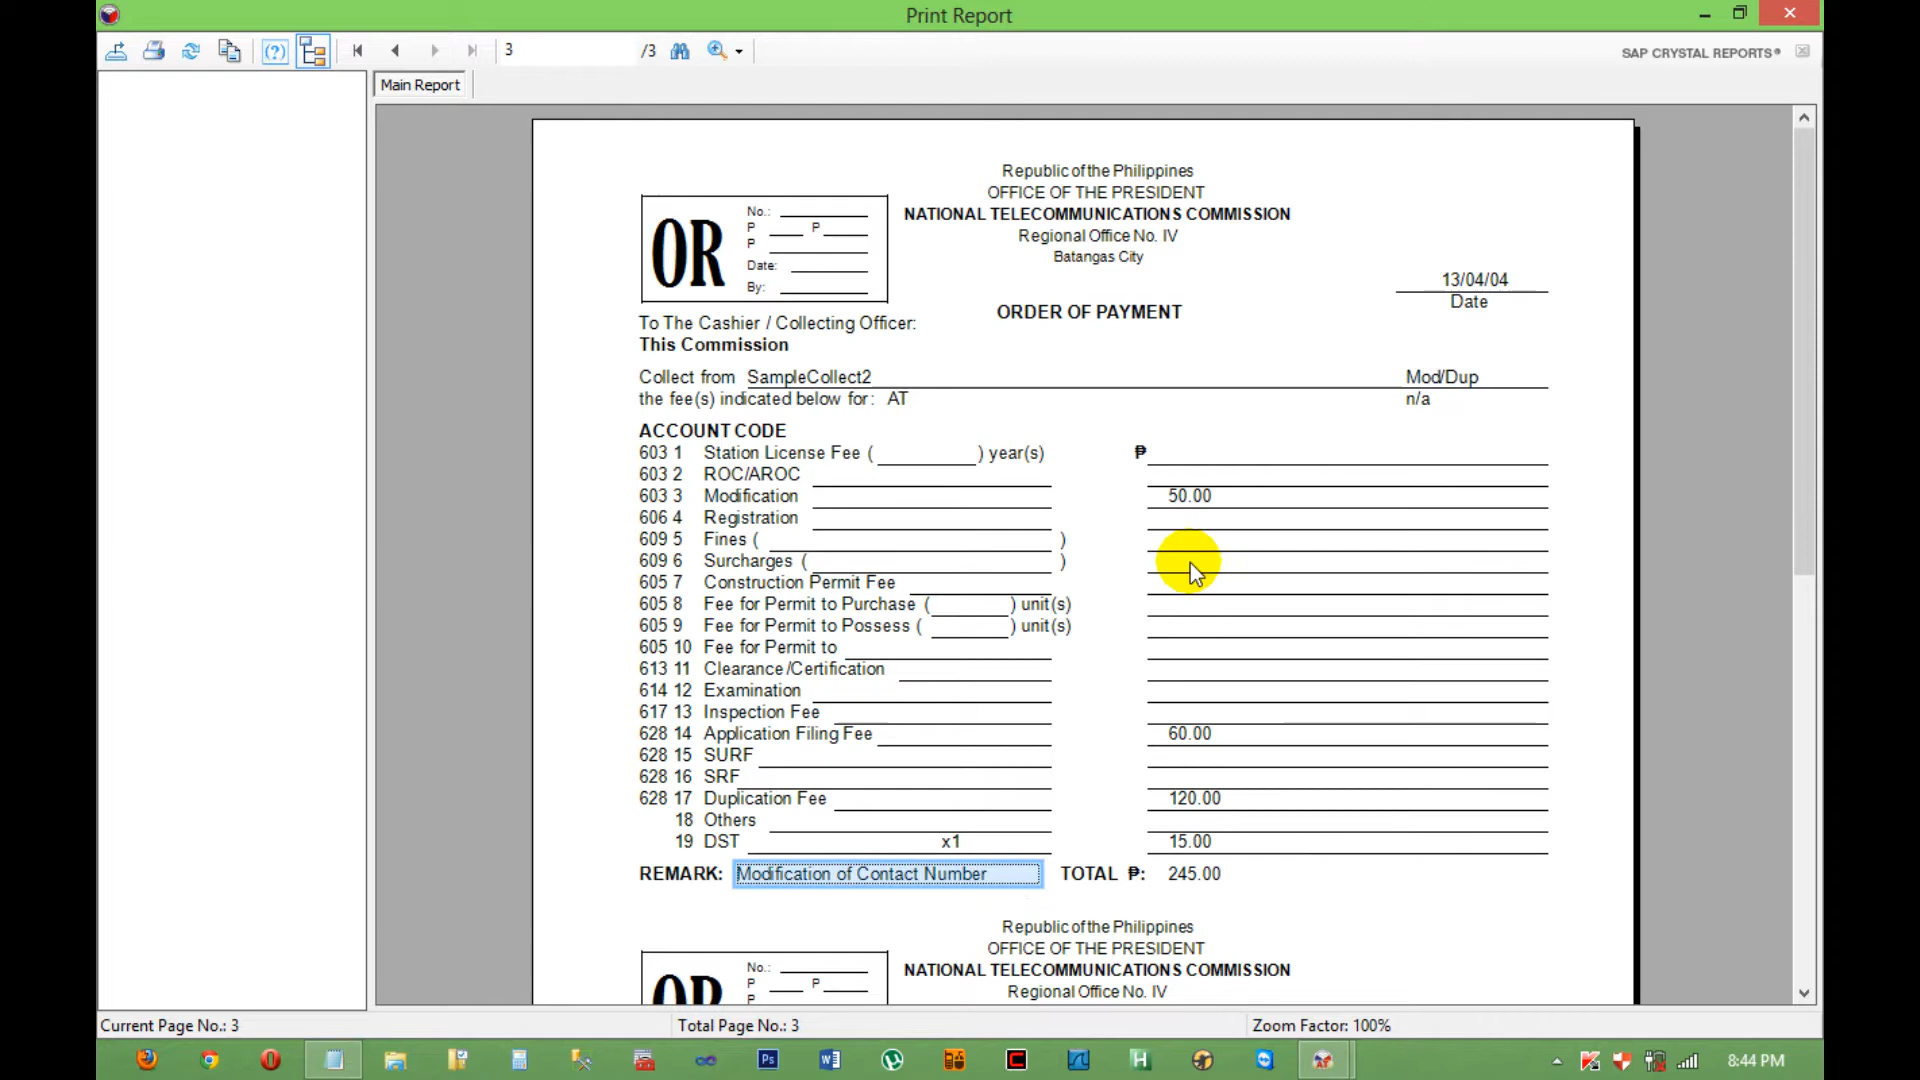 Print Report
3 /3
SAP CRYSTAL REPORTS®
Main Report
Republic of the Philippines
OFFICE OF THE PRESIDENT
NATIONAL TELECOMMUNICATIONS COMMISSION
Regional Office No. IV
Batangas City
OR
No.:
P P
P
Date:
By:
13/04/04
Date
ORDER OF PAYMENT
To The Cashier / Collecting Officer:
This Commission
Collect from SampleCollect2 Mod/Dup
the fee(s) indicated below for: AT n/a
ACCOUNT CODE
603 1 Station License Fee ( ) year(s) ₱
603 2 ROC/AROC
603 3 Modification 50.00
606 4 Registration
609 5 Fines ( )
609 6 Surcharges ( )
605 7 Construction Permit Fee
605 8 Fee for Permit to Purchase ( ) unit(s)
605 9 Fee for Permit to Possess ( ) unit(s)
605 10 Fee for Permit to
613 11 Clearance/Certification
614 12 Examination
617 13 Inspection Fee
628 14 Application Filing Fee 60.00
628 15 SURF
628 16 SRF
628 17 Duplication Fee 120.00
18 Others
19 DST x1 15.00
REMARK: Modification of Contact Number TOTAL ₱: 245.00
Republic of the Philippines
OFFICE OF THE PRESIDENT
NATIONAL TELECOMMUNICATIONS COMMISSION
Regional Office No. IV
OR
No.:
P P
P
Current Page No.: 3 Total Page No.: 3 Zoom Factor: 100%
Ps
H
8:44 PM